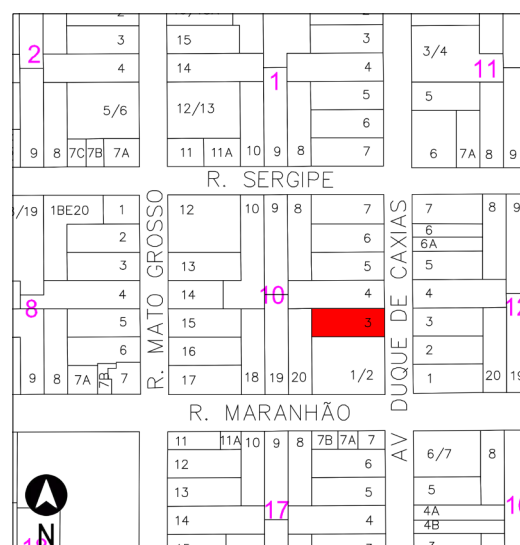 2
15
3
3
3/4
2
14
4
4
1
11
5
5
5/6
12/13
6
9 8 7C 7B 7A
11 11A 10 9 8 7
6 7A 8 9
R. SERGIPE
/19 1BE20 1
12 10 9 8 7
7 8 9
2
6
6
6A
3
13
5
5
4
14
10
4
4
8
12
5
15
3
3
6
16
2
9 8 7A 7B 7
17 18 19 20 1/2
1 20 19
R. MATO GROSSO
AV DUQUE DE CAXIAS
R. MARANHÃO
11 11A 10 9 8 7B 7A 7
6/7 8
12
6
13
5
5
17
4A
14
4
4B
N